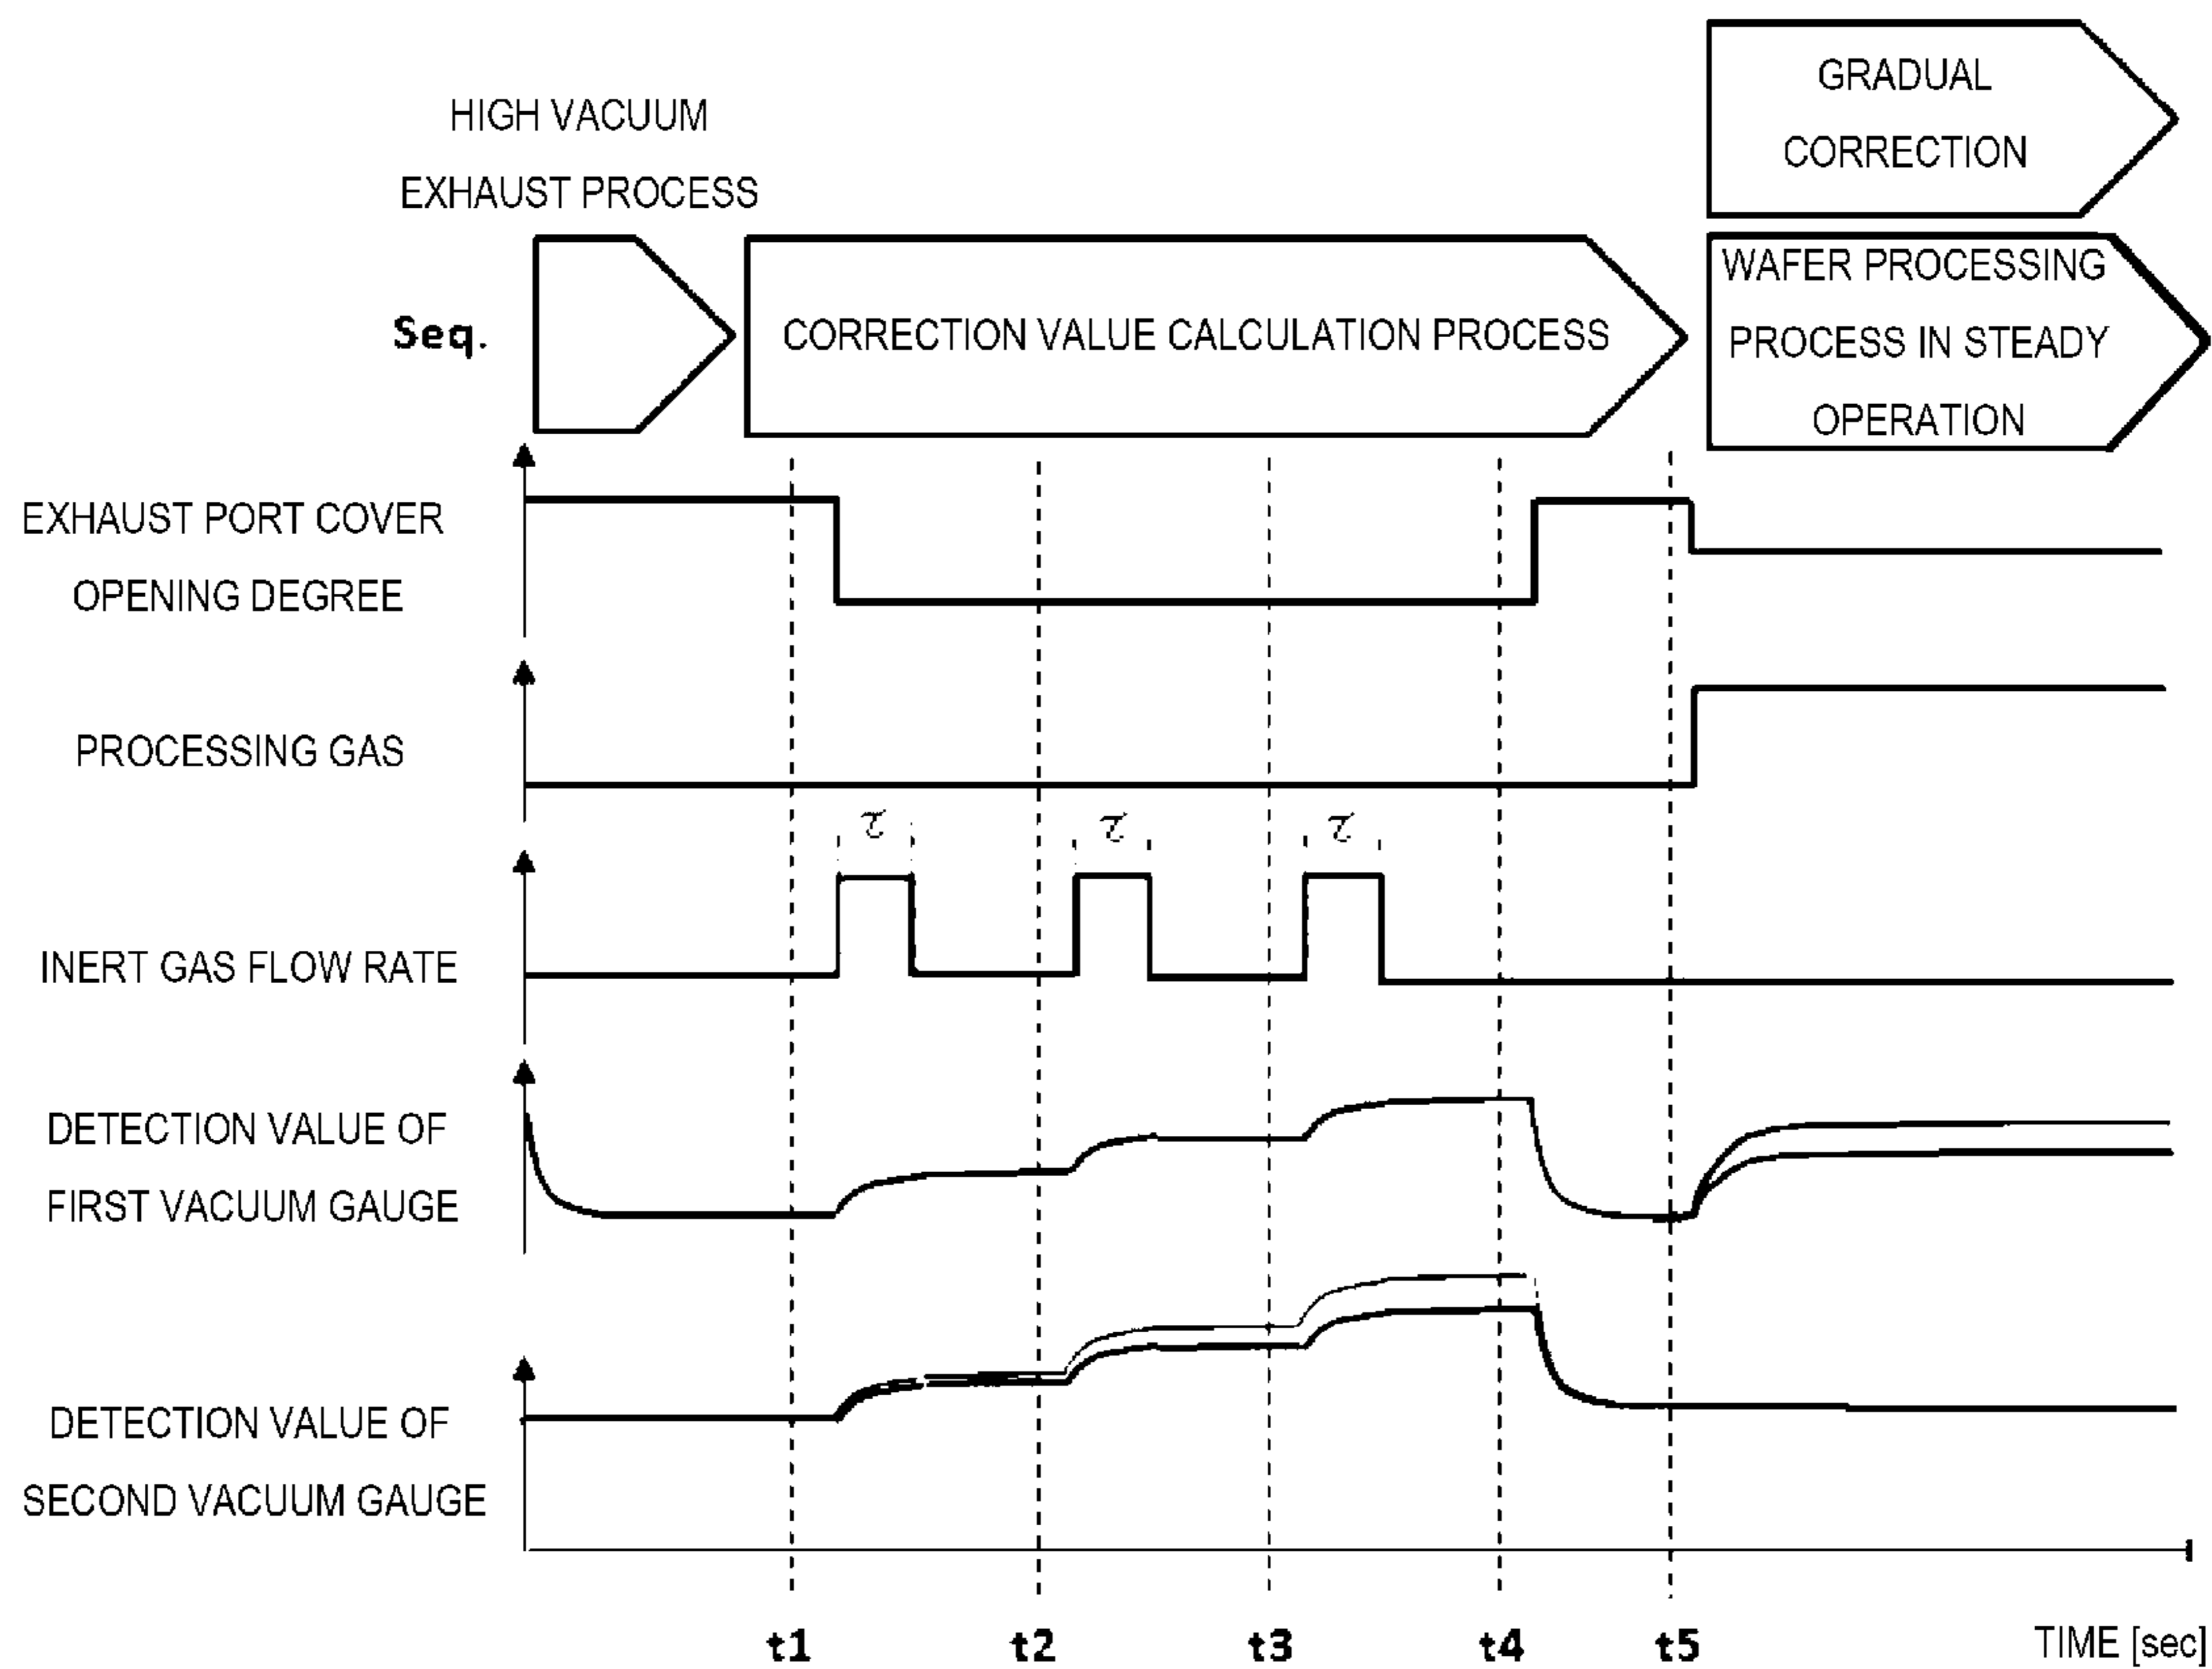 GRADUAL
CORRECTION
HIGH VACUUM
EXHAUST PROCESS
Seq.
CORRECTION VALUE CALCULATION PROCESS
WAFER PROCESSING
PROCESS IN STEADY
OPERATION
EXHAUST PORT COVER
OPENING DEGREE
PROCESSING GAS
τ τ τ
INERT GAS FLOW RATE
DETECTION VALUE OF
FIRST VACUUM GAUGE
DETECTION VALUE OF
SECOND VACUUM GAUGE
t1 t2 t3 t4 t5 TIME [sec]